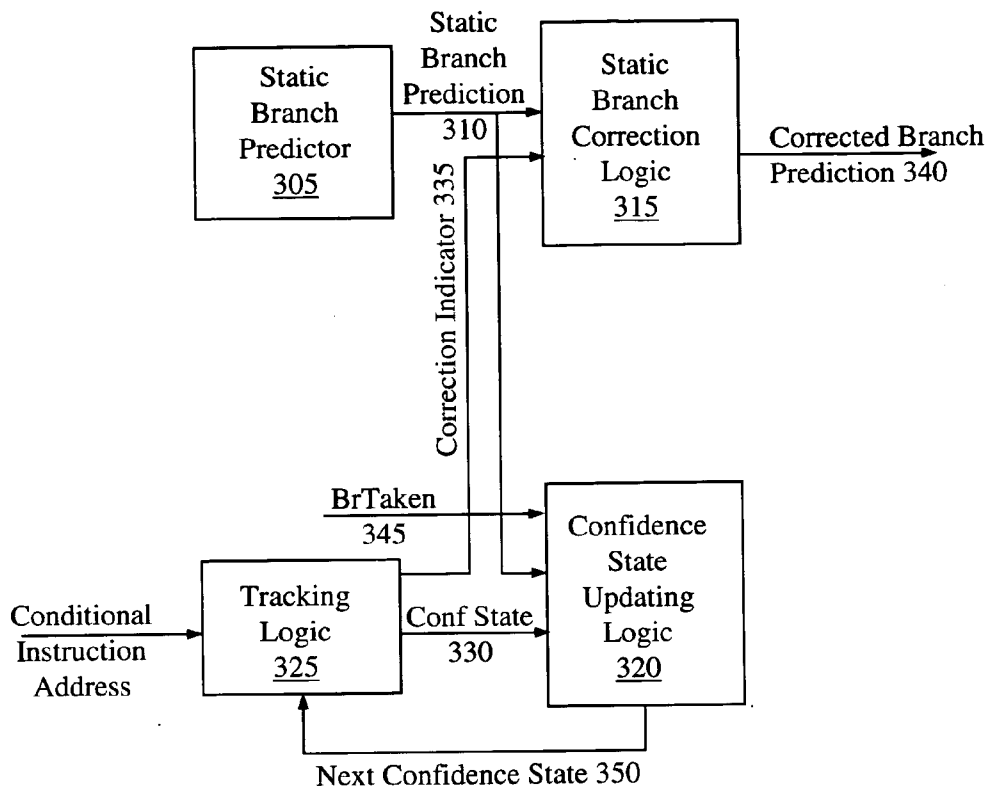 Static
Branch
Predictor
305
Static
Branch
Prediction
310
Static
Branch
Correction
Logic
315
Corrected Branch
Prediction 340
Correction Indicator 335
BrTaken
345
Confidence
State
Updating
Logic
320
Conditional
Instruction
Address
Tracking
Logic
325
Conf State
330
Next Confidence State 350